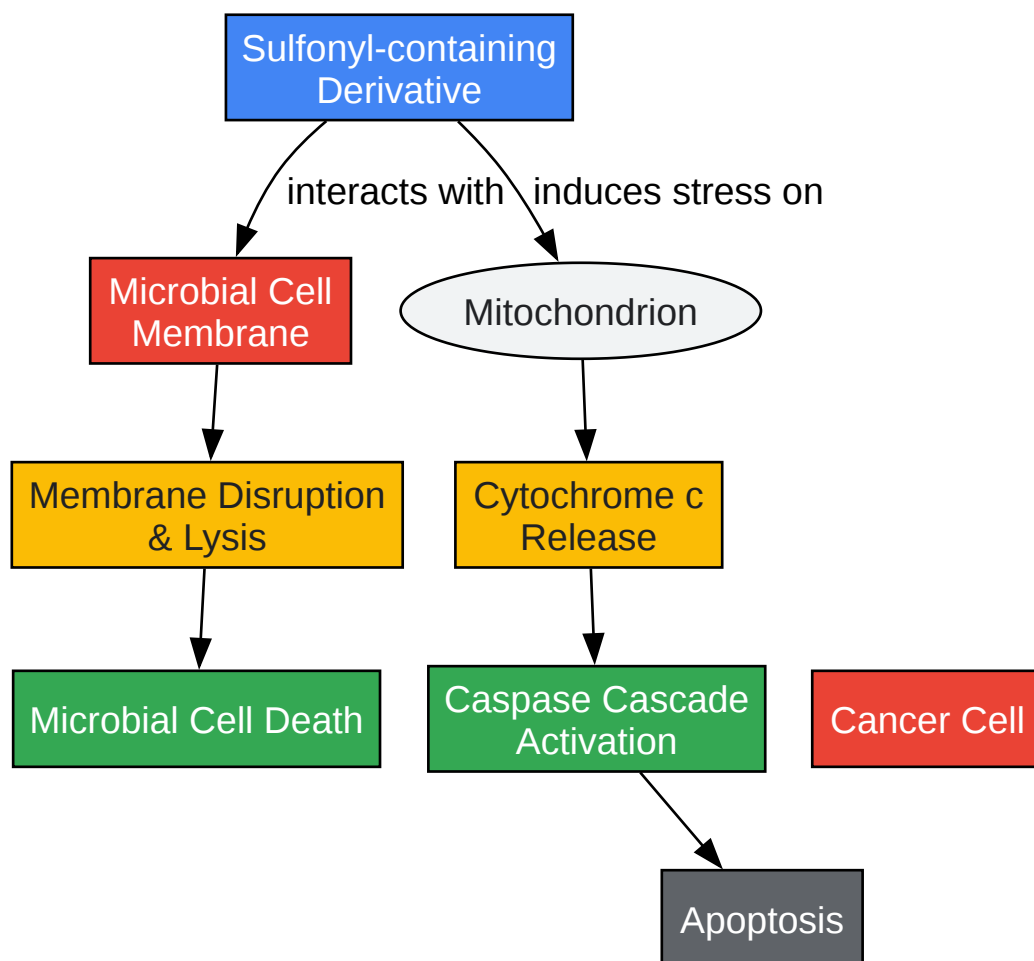 Sulfonyl-containing
Derivative
interacts with
induces stress on
Microbial Cell
Membrane
Mitochondrion
Membrane Disruption
& Lysis
Cytochrome c
Release
Microbial Cell Death
Caspase Cascade
Activation
Cancer Cell
Apoptosis